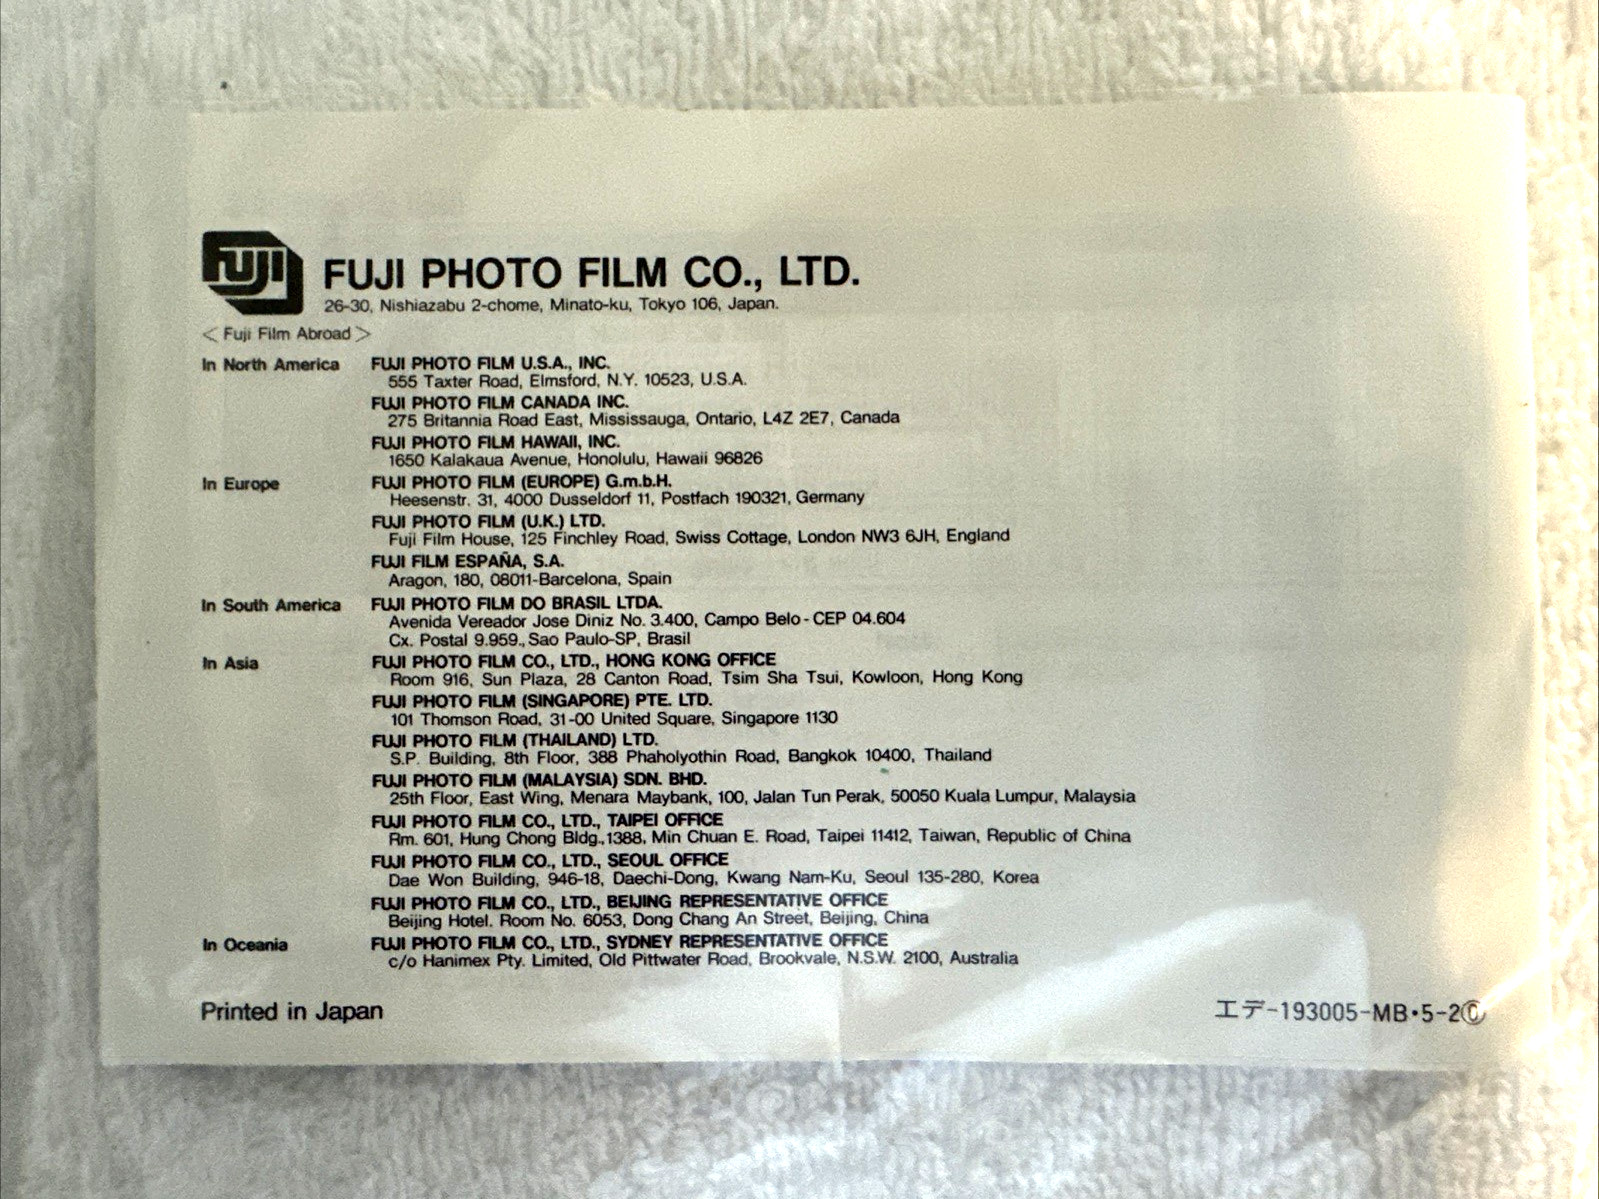 FUJI
FUJI PHOTO FILM CO., LTD.
26-30, Nishiazabu 2-chome, Minato-ku, Tokyo 106, Japan.
< Fuji Film Abroad >
In North America FUJI PHOTO FILM U.S.A., INC.
555 Taxter Road, Elmsford, N.Y. 10523, U.S.A.
FUJI PHOTO FILM CANADA INC.
275 Britannia Road East, Mississauga, Ontario, L4Z 2E7, Canada
FUJI PHOTO FILM HAWAII, INC.
1650 Kalakaua Avenue, Honolulu, Hawaii 96826
In Europe FUJI PHOTO FILM (EUROPE) G.m.b.H.
Heesenstr. 31, 4000 Dusseldorf 11, Postfach 190321, Germany
FUJI PHOTO FILM (U.K.) LTD.
Fuji Film House, 125 Finchley Road, Swiss Cottage, London NW3 6JH, England
FUJI FILM ESPAÑA, S.A.
Aragon, 180, 08011-Barcelona, Spain
In South America FUJI PHOTO FILM DO BRASIL LTDA.
Avenida Vereador Jose Diniz No. 3.400, Campo Belo - CEP 04.604
Cx. Postal 9.959., Sao Paulo-SP, Brasil
In Asia FUJI PHOTO FILM CO., LTD., HONG KONG OFFICE
Room 916, Sun Plaza, 28 Canton Road, Tsim Sha Tsui, Kowloon, Hong Kong
FUJI PHOTO FILM (SINGAPORE) PTE. LTD.
101 Thomson Road, 31-00 United Square, Singapore 1130
FUJI PHOTO FILM (THAILAND) LTD.
S.P. Building, 8th Floor, 388 Phaholyothin Road, Bangkok 10400, Thailand
FUJI PHOTO FILM (MALAYSIA) SDN. BHD.
25th Floor, East Wing, Menara Maybank, 100, Jalan Tun Perak, 50050 Kuala Lumpur, Malaysia
FUJI PHOTO FILM CO., LTD., TAIPEI OFFICE
Rm. 601, Hung Chong Bldg.,1388, Min Chuan E. Road, Taipei 11412, Taiwan, Republic of China
FUJI PHOTO FILM CO., LTD., SEOUL OFFICE
Dae Won Building, 946-18, Daechi-Dong, Kwang Nam-Ku, Seoul 135-280, Korea
FUJI PHOTO FILM CO., LTD., BEIJING REPRESENTATIVE OFFICE
Beijing Hotel. Room No. 6053, Dong Chang An Street, Beijing, China
In Oceania FUJI PHOTO FILM CO., LTD., SYDNEY REPRESENTATIVE OFFICE
c/o Hanimex Pty. Limited, Old Pittwater Road, Brookvale, N.S.W. 2100, Australia
Printed in Japan エデ-193005-MB・5-2Ⓒ